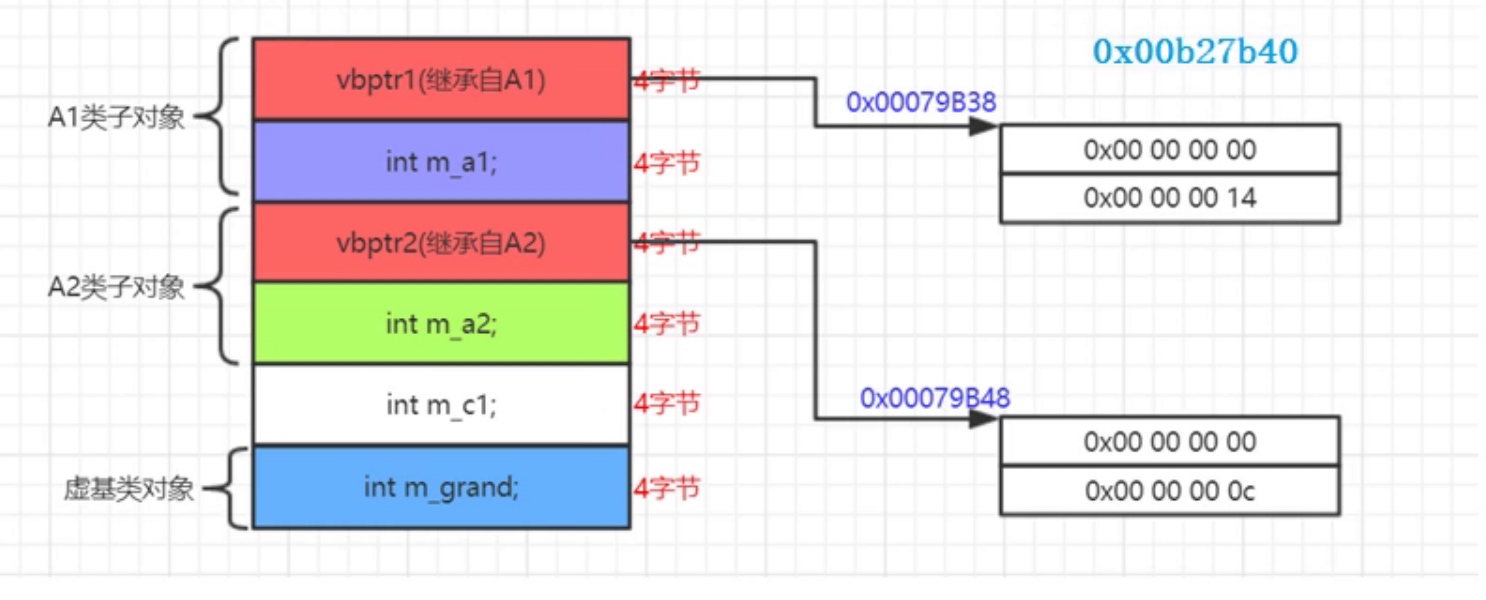 0x00b27b40
vbptr1(继承自A1)
4字节
0x00079B38
A1类子对象
0x00 00 00 00
int m_a1;
4字节
0x00 00 00 14
vbptr2(继承自A2)
4字节
A2类子对象
int m_a2;
4字节
int m_c1;
4字节
0x00079B48
0x00 00 00 00
虚基类对象
int m_grand;
4字节
0x00 00 00 0c